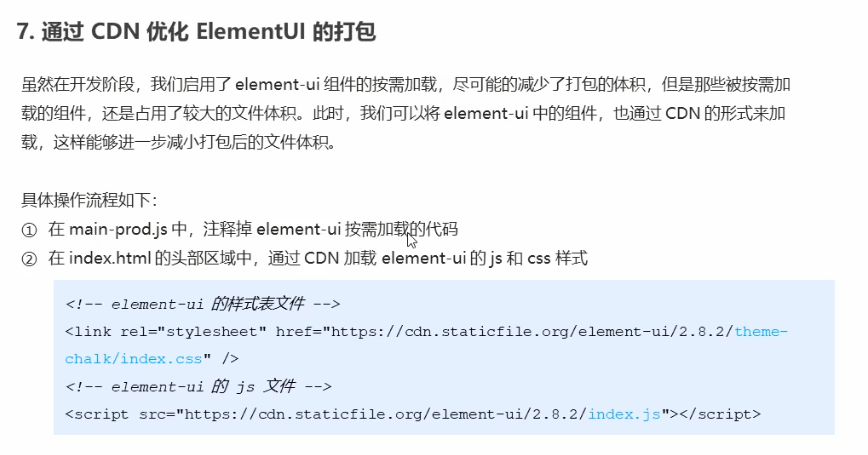 7. 通过 CDN 优化 ElementUI 的打包
虽然在开发阶段，我们启用了 element-ui 组件的按需加载，尽可能的减少了打包的体积，但是那些被按需加
载的组件，还是占用了较大的文件体积。此时，我们可以将 element-ui 中的组件，也通过 CDN 的形式来加
载，这样能够进一步减小打包后的文件体积。
具体操作流程如下：
① 在 main-prod.js 中，注释掉 element-ui 按需加载的代码
② 在 index.html 的头部区域中，通过 CDN 加载 element-ui 的 js 和 css 样式
<!-- element-ui 的样式表文件 -->
<link rel="stylesheet" href="https://cdn.staticfile.org/element-ui/2.8.2/theme-
chalk/index.css" />
<!-- element-ui 的 js 文件 -->
<script src="https://cdn.staticfile.org/element-ui/2.8.2/index.js"></script>